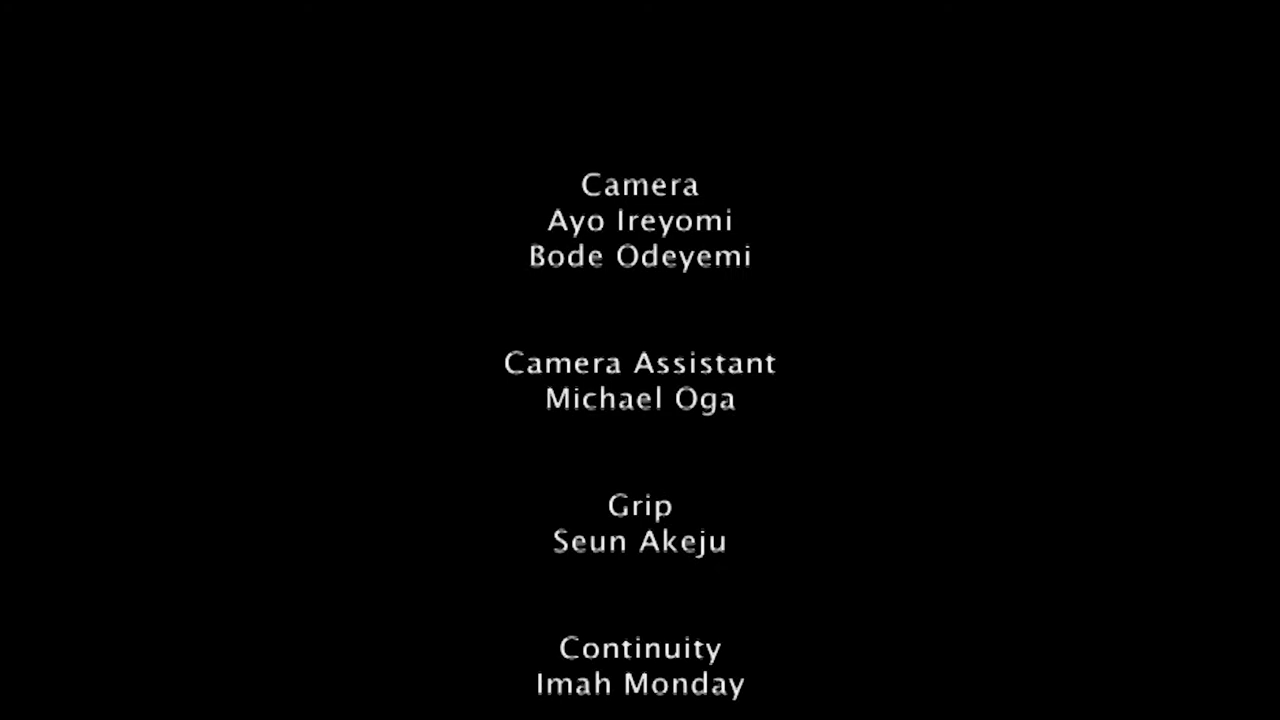 Camera
Ayo Ireyomi
Bode Odeyemi
Camera Assistant
Michael Oga
Grip
Seun Akeju
Continuity
Imah Monday